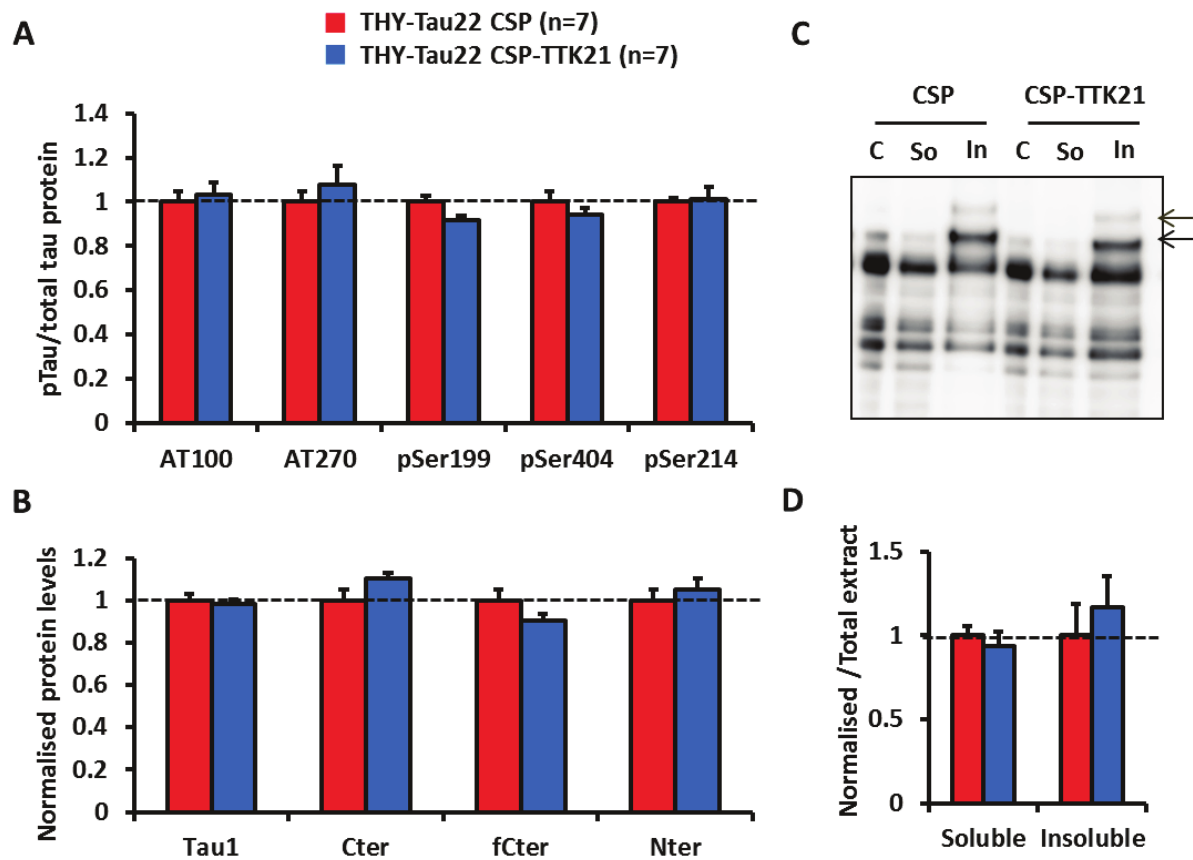 A
THY-Tau22 CSP (n=7)
THY-Tau22 CSP-TTK21 (n=7)
pTau/total tau protein
1.4
1.2
1
0.8
0.6
0.4
0.2
0
AT100 AT270 pSer199 pSer404 pSer214
B
Normalised protein levels
1.2
1
0.8
0.6
0.4
0.2
0
Tau1 Cter fCter Nter
C
CSP CSP-TTK21
C So In C So In
D
Normalised /Total extract
1.5
1
0.5
0
Soluble Insoluble